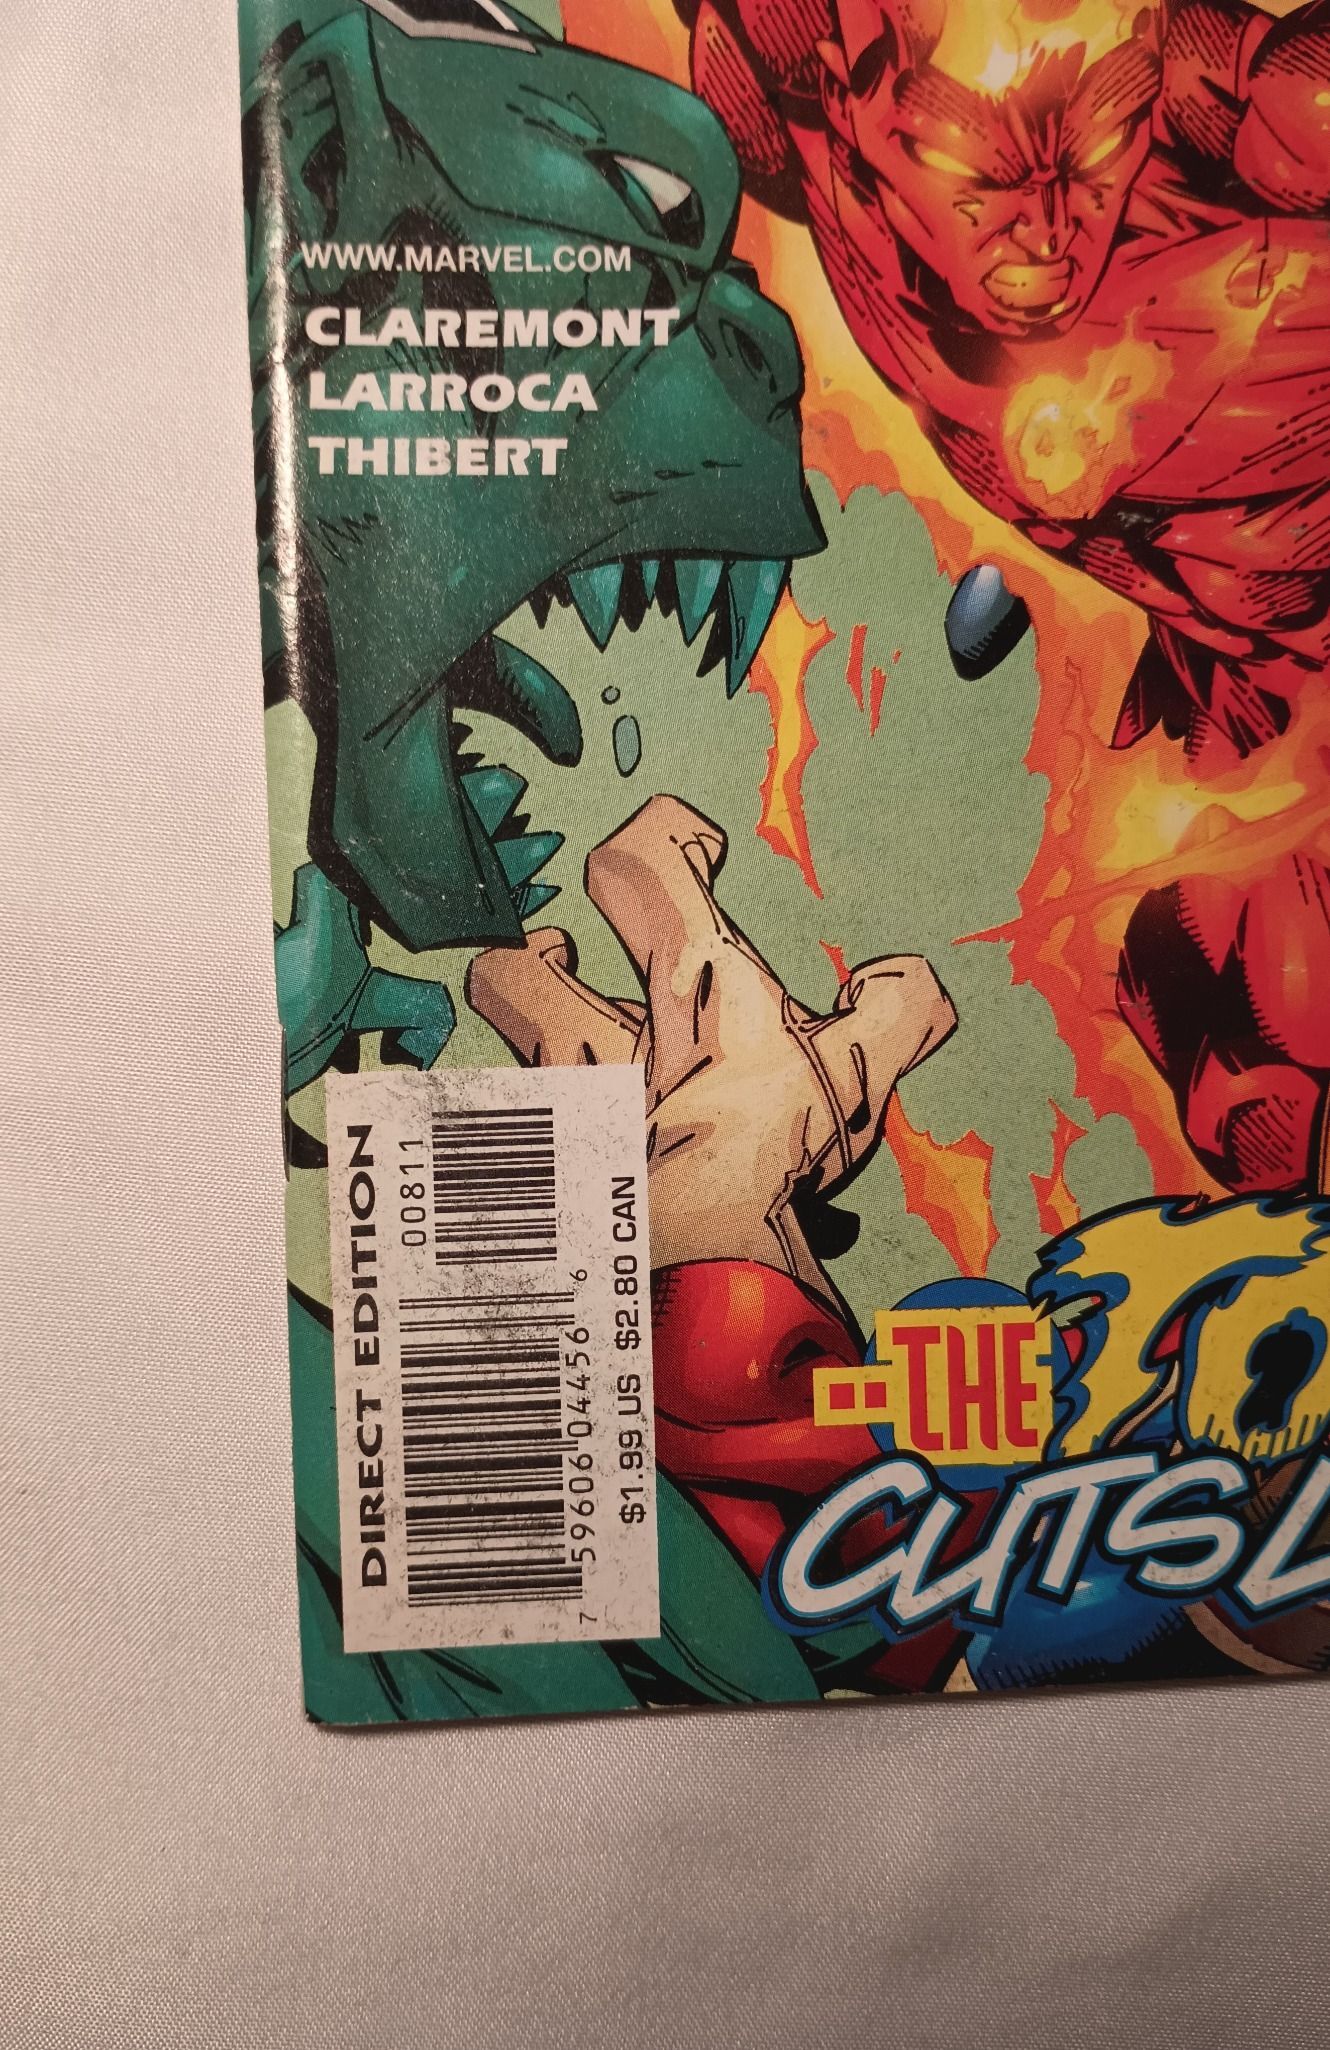 WWW.MARVEL.COM
CLAREMONT
LARROCA
THIBERT
DIRECT EDITION
00811
7 59606 04456 6
$1.99 US $2.80 CAN
THE